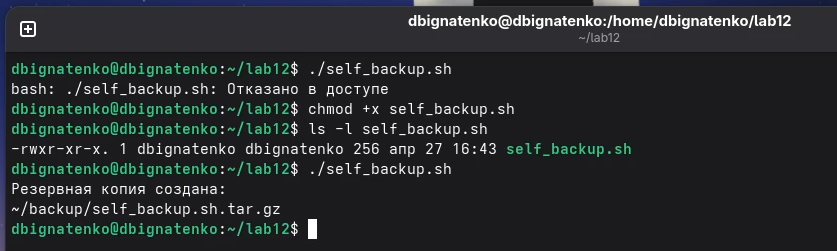 dbignatenko@dbignatenko:/home/dbignatenko/lab12
~/lab12
dbignatenko@dbignatenko:~/lab12$ ./self_backup.sh
bash: ./self_backup.sh: Отказано в доступе
dbignatenko@dbignatenko:~/lab12$ chmod +x self_backup.sh
dbignatenko@dbignatenko:~/lab12$ ls -l self_backup.sh
-rwxr-xr-x. 1 dbignatenko dbignatenko 256 апр 27 16:43 self_backup.sh
dbignatenko@dbignatenko:~/lab12$ ./self_backup.sh
Резервная копия создана:
~/backup/self_backup.sh.tar.gz
dbignatenko@dbignatenko:~/lab12$